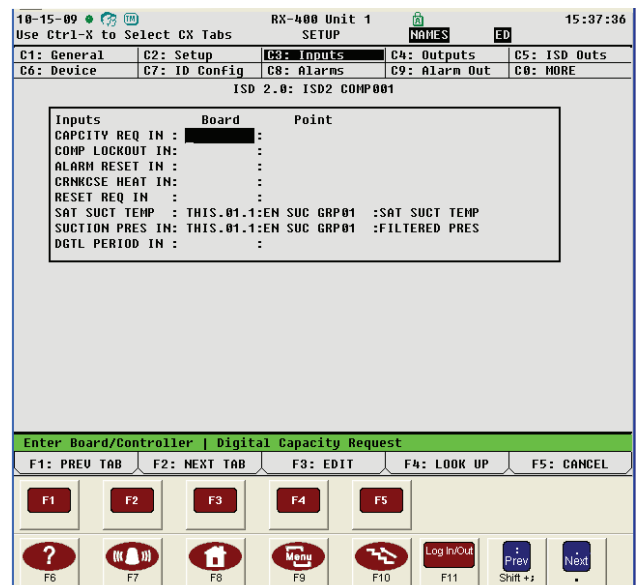 10-15-09 TM RX-400 Unit 1 15:37:36
Use Ctrl-X to Select CX Tabs SETUP NAMES ED
C1: General C2: Setup C3: Inputs C4: Outputs C5: ISD Outs
C6: Device C7: ID Config C8: Alarms C9: Alarm Out C0: MORE
ISD 2.0: ISD2 COMP001
Inputs Board Point
CAPCITY REQ IN : :
COMP LOCKOUT IN: :
ALARM RESET IN : :
CRNKCSE HEAT IN: :
RESET REQ IN : :
SAT SUCT TEMP : THIS.01.1:EN SUC GRP01 :SAT SUCT TEMP
SUCTION PRES IN: THIS.01.1:EN SUC GRP01 :FILTERED PRES
DGTL PERIOD IN : :
Enter Board/Controller | Digital Capacity Request
F1: PREV TAB F2: NEXT TAB F3: EDIT F4: LOOK UP F5: CANCEL
F1 F2 F3 F4 F5
? Menu Log In/Out : Prev . Next
F6 F7 F8 F9 F10 F11 Shift +; .